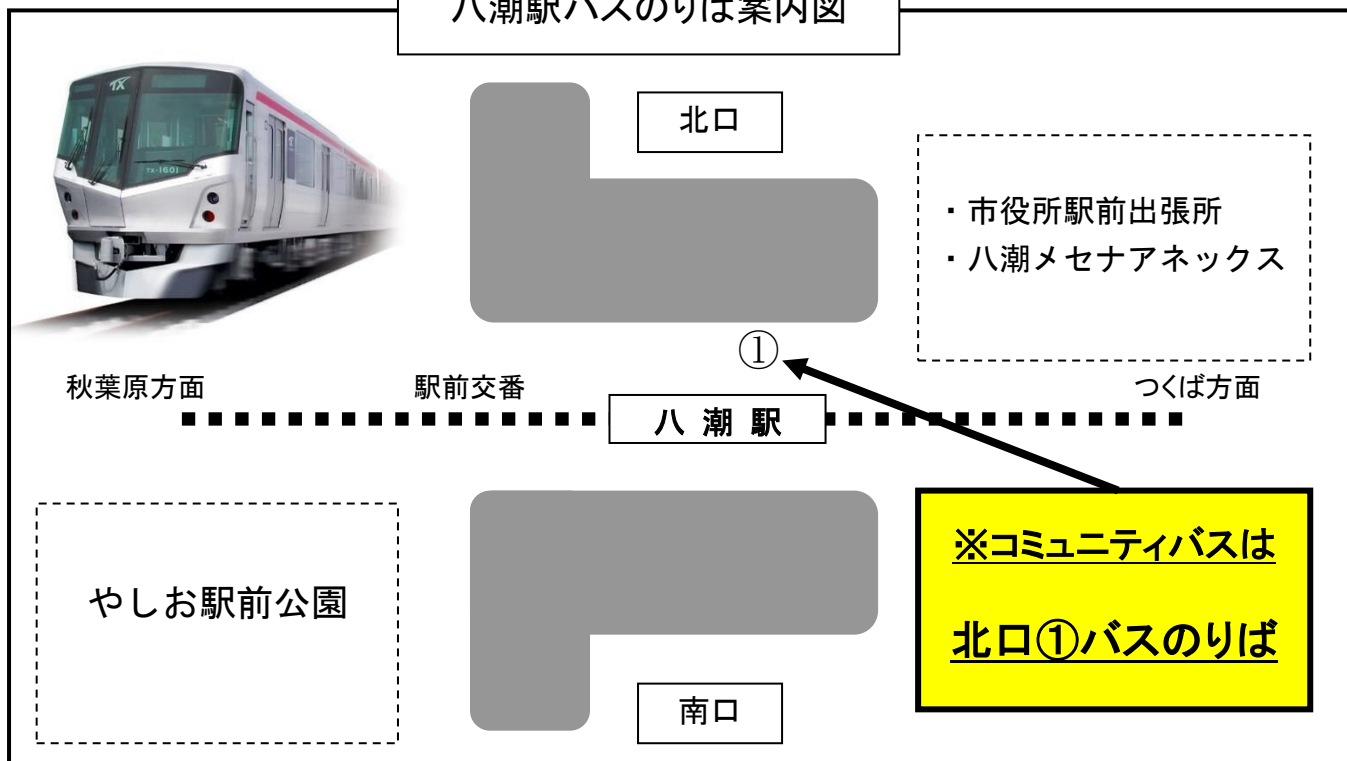 八潮駅バスのりば案内図
TX
TX-1601
北口
・市役所駅前出張所
・八潮メセナアネックス
①
秋葉原方面
駅前交番
つくば方面
八潮駅
やしお駅前公園
※コミュニティバスは
北口①バスのりば
南口